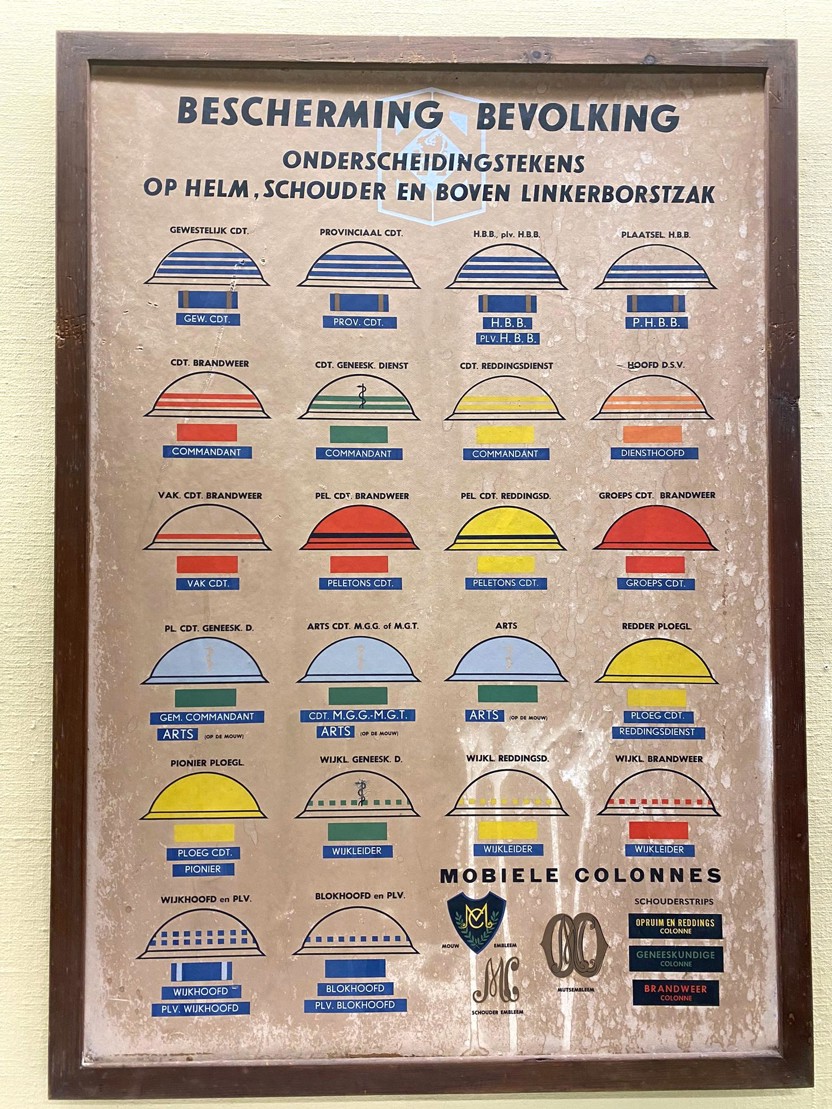 BESCHERMING BEVOLKING
ONDERSCHEIDINGSTEKENS
OP HELM, SCHOUDER EN BOVEN LINKERBORSTZAK
GEWESTELIJK CDT.
GEW. CDT.
PROVINCIAAL CDT.
PROV. CDT.
H.B.B., plv. H.B.B.
H.B.B.
PLV. H.B.B.
PLAATSEL. H.B.B.
P.H.B.B.
CDT. BRANDWEER
COMMANDANT
CDT. GENEESK. DIENST
COMMANDANT
CDT. REDDINGSDIENST
COMMANDANT
HOOFD D.S.V.
DIENSTHOOFD
VAK. CDT. BRANDWEER
VAK CDT.
PEL. CDT. BRANDWEER
PELETONS CDT.
PEL. CDT. REDDINGSD.
PELETONS CDT.
GROEPS CDT. BRANDWEER
GROEPS CDT.
PL. CDT. GENEESK. D.
GEM. COMMANDANT
ARTS (OP DE MOUW)
ARTS CDT. M.G.G. of M.G.T.
CDT. M.G.G.-M.G.T.
ARTS (OP DE MOUW)
ARTS
ARTS (OP DE MOUW)
REDDER PLOEGL.
PLOEG CDT.
REDDINGSDIENST
PIONIER PLOEGL.
PLOEG CDT.
PIONIER
WIJKL. GENEESK. D.
WIJKLEIDER
WIJKL. REDDINGSD.
WIJKLEIDER
WIJKL. BRANDWEER
WIJKLEIDER
WIJKHOOFD en PLV.
WIJKHOOFD
PLV. WIJKHOOFD
BLOKHOOFD en PLV.
BLOKHOOFD
PLV. BLOKHOOFD
MOBIELE COLONNES
MC
MOUW EMBLEEM
MC
SCHOUDER EMBLEEM
MUTSEMBLEEM
SCHOUDERSTRIPS
OPRUIM EN REDDINGS
COLONNE
GENEESKUNDIGE
COLONNE
BRANDWEER
COLONNE